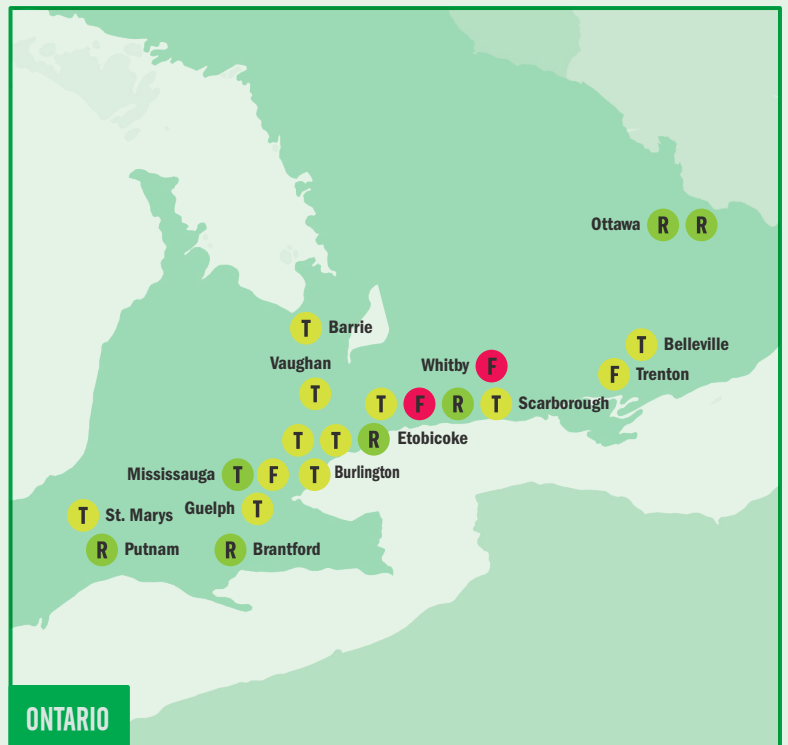 Ottawa R R
T Barrie
Vaughan
T
T Belleville
Whitby F
F Trenton
T F R T Scarborough
T T R Etobicoke
Mississauga T F T Burlington
Guelph T
T St. Marys
R Putnam
R Brantford
ONTARIO